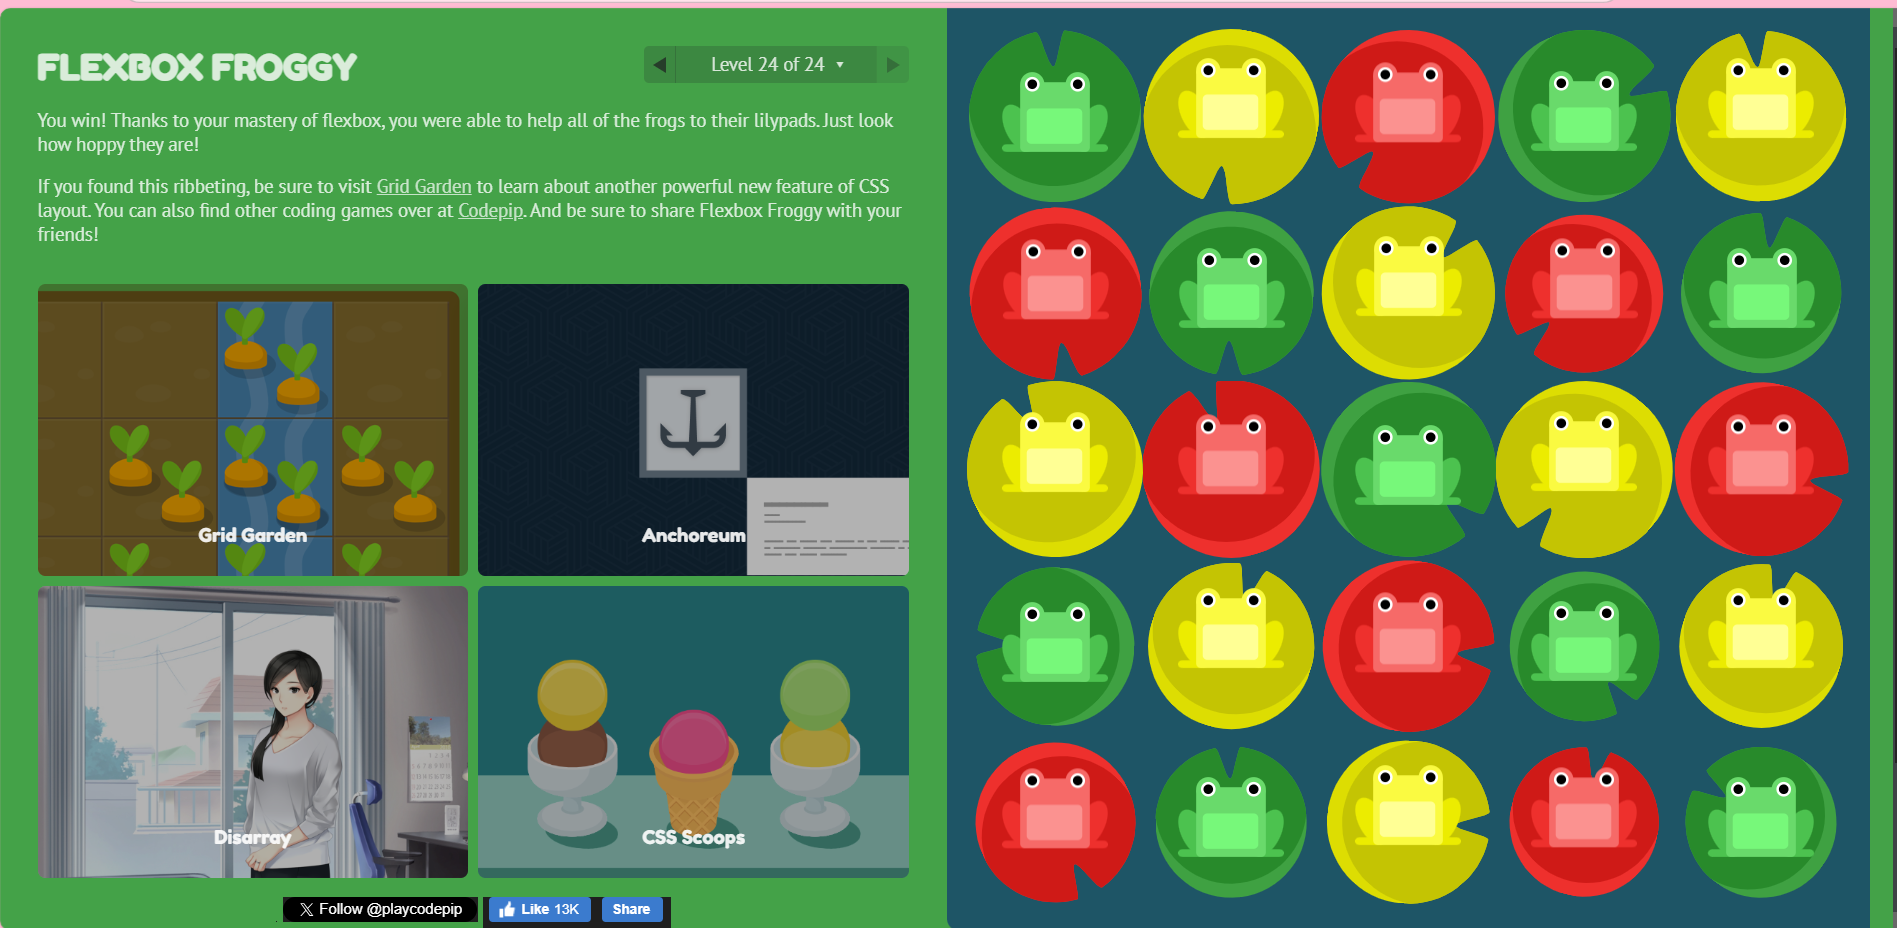 FLEXBOX FROGGY
Level 24 of 24
You win! Thanks to your mastery of flexbox, you were able to help all of the frogs to their lilypads. Just look
how hoppy they are!
If you found this ribbeting, be sure to visit Grid Garden to learn about another powerful new feature of CSS
layout. You can also find other coding games over at Codepip. And be sure to share Flexbox Froggy with your
friends!
Grid Garden
Anchoreum
Disarray
CSS Scoops
Follow @playcodepip
Like 13K
Share